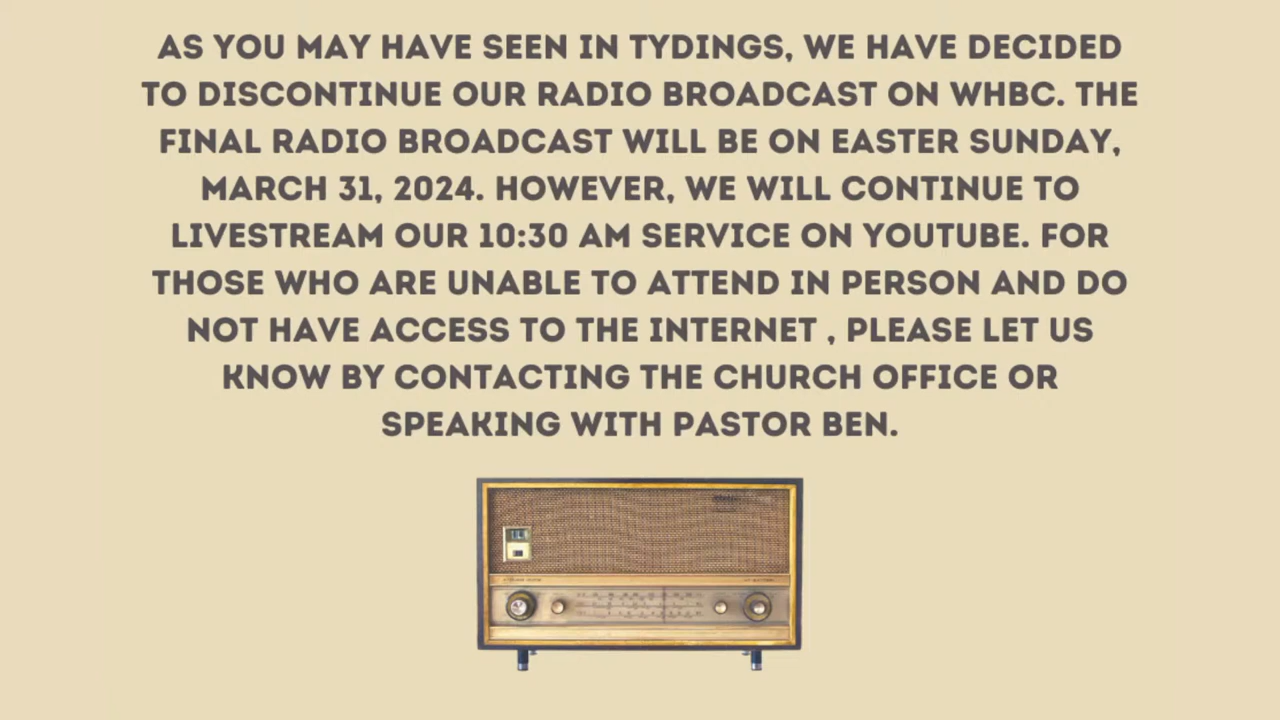 AS YOU MAY HAVE SEEN IN TYDINGS, WE HAVE DECIDED
TO DISCONTINUE OUR RADIO BROADCAST ON WHBC. THE
FINAL RADIO BROADCAST WILL BE ON EASTER SUNDAY,
MARCH 31, 2024. HOWEVER, WE WILL CONTINUE TO
LIVESTREAM OUR 10:30 AM SERVICE ON YOUTUBE. FOR
THOSE WHO ARE UNABLE TO ATTEND IN PERSON AND DO
NOT HAVE ACCESS TO THE INTERNET , PLEASE LET US
KNOW BY CONTACTING THE CHURCH OFFICE OR
SPEAKING WITH PASTOR BEN.